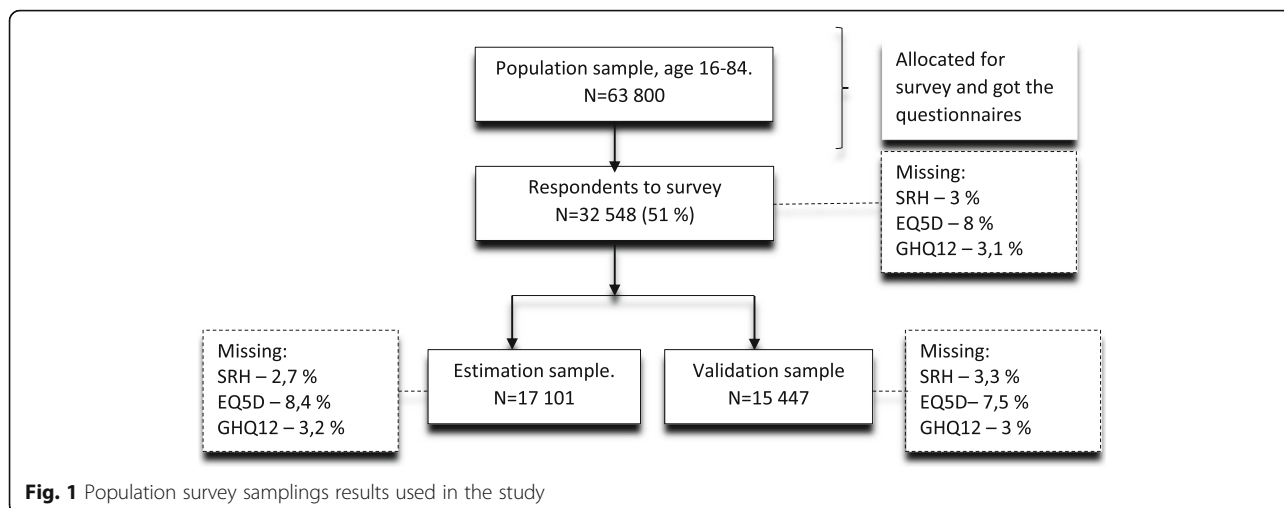 Population sample, age 16-84.
N=63 800
Allocated for
survey and got the
questionnaires
Respondents to survey
N=32 548 (51 %)
Missing:
SRH – 3 %
EQ5D – 8 %
GHQ12 – 3,1 %
Missing:
SRH – 2,7 %
EQ5D – 8,4 %
GHQ12 – 3,2 %
Estimation sample.
N=17 101
Validation sample
N=15 447
Missing:
SRH – 3,3 %
EQ5D– 7,5 %
GHQ12 – 3 %
Fig. 1 Population survey samplings results used in the study